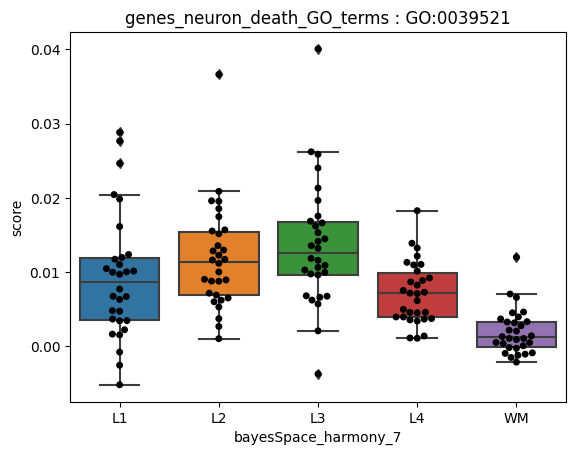 genes_neuron_death_GO_terms : GO:0039521
0.04
0.03
0.02
0.01
0.00
score
L1 L2 L3 L4 WM
bayesSpace_harmony_7